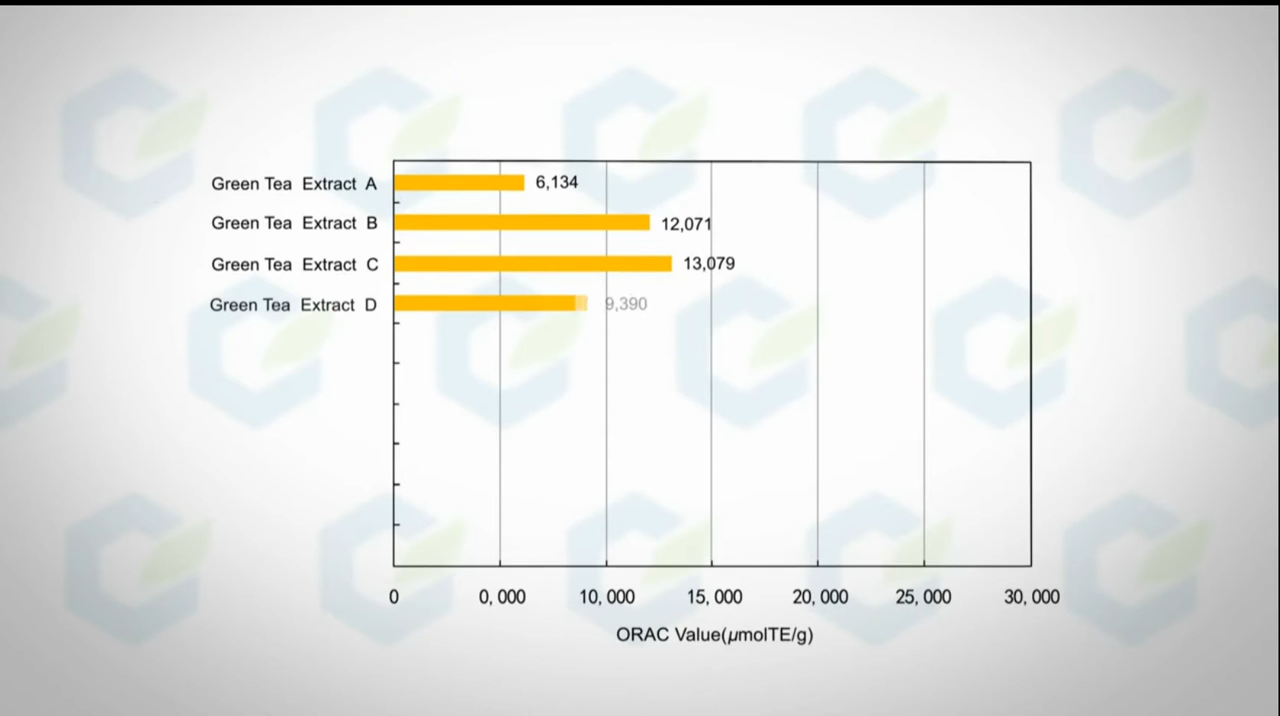 Green Tea Extract A 6,134
Green Tea Extract B 12,071
Green Tea Extract C 13,079
Green Tea Extract D 9,390
0 0,000 10,000 15,000 20,000 25,000 30,000
ORAC Value(μmolTE/g)